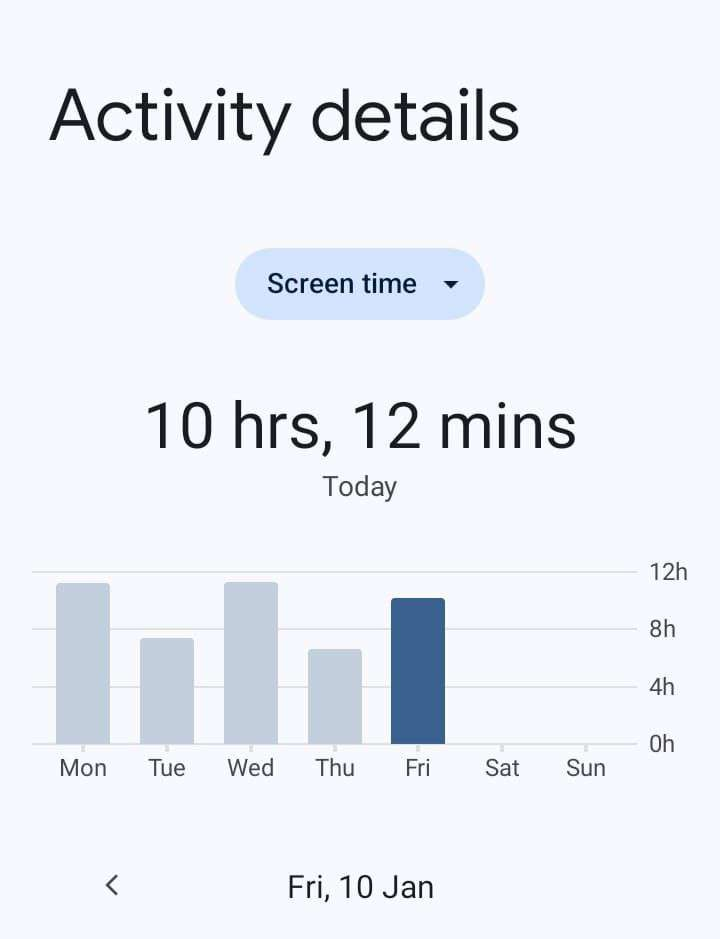 Activity details
Screen time
10 hrs, 12 mins
Today
12h
8h
4h
0h
Mon Tue Wed Thu Fri Sat Sun
Fri, 10 Jan